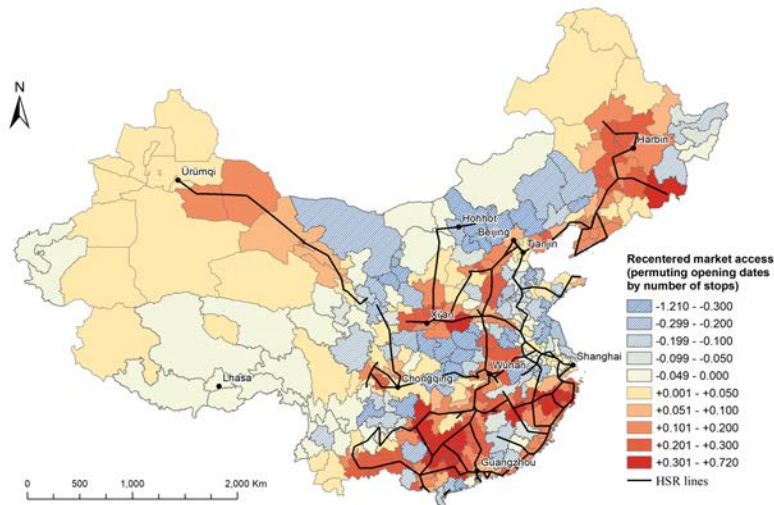 N
Ürümqi
Harbin
Hohhot
Beijing
Tianjin
Xi'an
Shanghai
Wuhan
Chongqing
Lhasa
Guangzhou
Recentered market access
(permuting opening dates
by number of stops)
-1.210 - -0.300
-0.299 - -0.200
-0.199 - -0.100
-0.099 - -0.050
-0.049 - 0.000
+0.001 - +0.050
+0.051 - +0.100
+0.101 - +0.200
+0.201 - +0.300
+0.301 - +0.720
HSR lines
0 500 1,000 2,000 Km